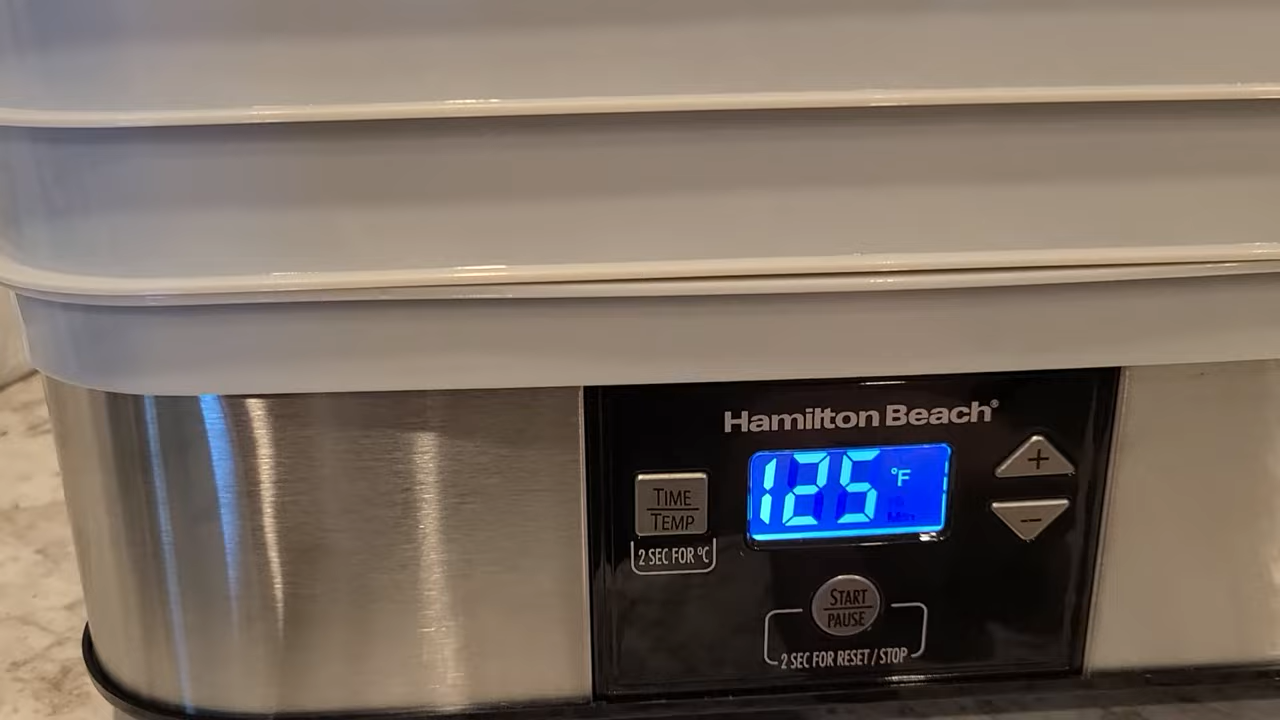 Hamilton Beach®
125 °F
TIME
TEMP
2 SEC FOR °C
+
−
START
PAUSE
2 SEC FOR RESET / STOP